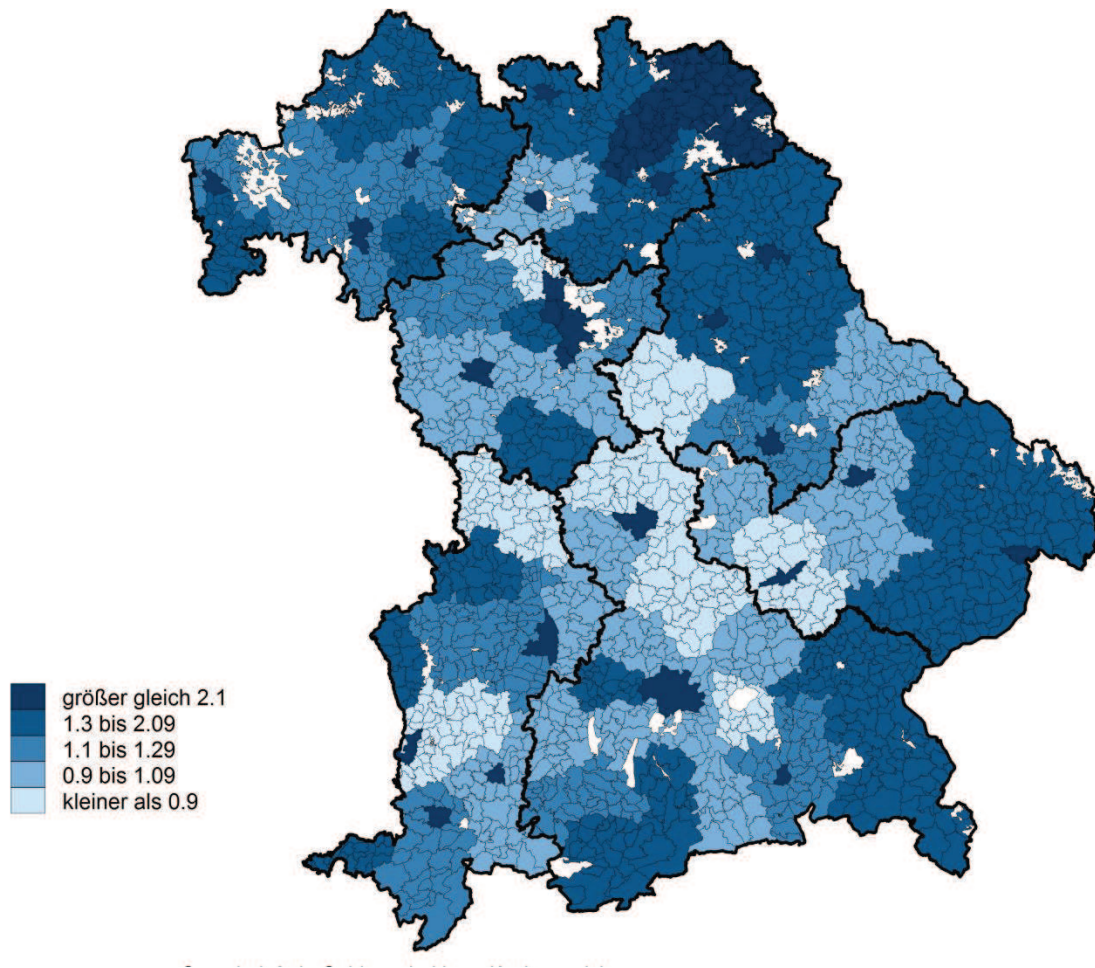 größer gleich 2.1
1.3 bis 2.09
1.1 bis 1.29
0.9 bis 1.09
kleiner als 0.9